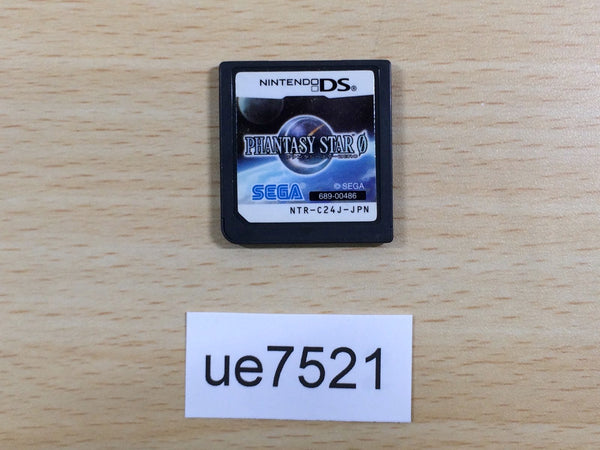 NINTENDO DS®
PHANTASY STAR 0
SEGA
© SEGA
689-00486
NTR-C24J-JPN
ue7521